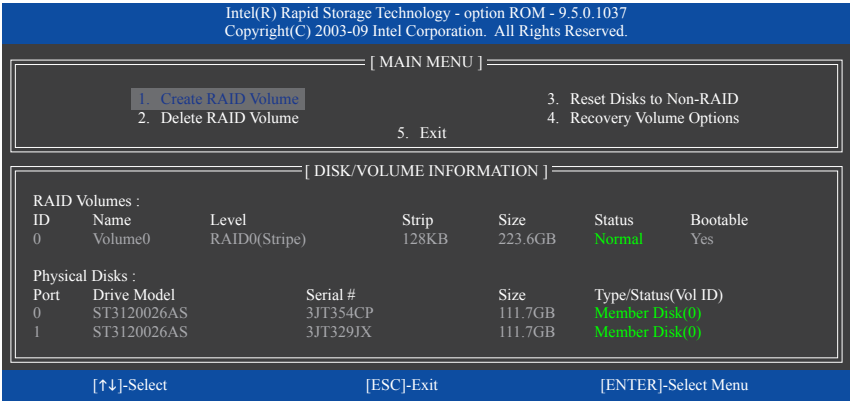 Intel(R) Rapid Storage Technology - option ROM - 9.5.0.1037
Copyright(C) 2003-09 Intel Corporation. All Rights Reserved.
[ MAIN MENU ]
1. Create RAID Volume 3. Reset Disks to Non-RAID
2. Delete RAID Volume 4. Recovery Volume Options
5. Exit
[ DISK/VOLUME INFORMATION ]
RAID Volumes :
ID Name Level Strip Size Status Bootable
0 Volume0 RAID0(Stripe) 128KB 223.6GB Normal Yes
Physical Disks :
Port Drive Model Serial # Size Type/Status(Vol ID)
0 ST3120026AS 3JT354CP 111.7GB Member Disk(0)
1 ST3120026AS 3JT329JX 111.7GB Member Disk(0)
[↑↓]-Select [ESC]-Exit [ENTER]-Select Menu